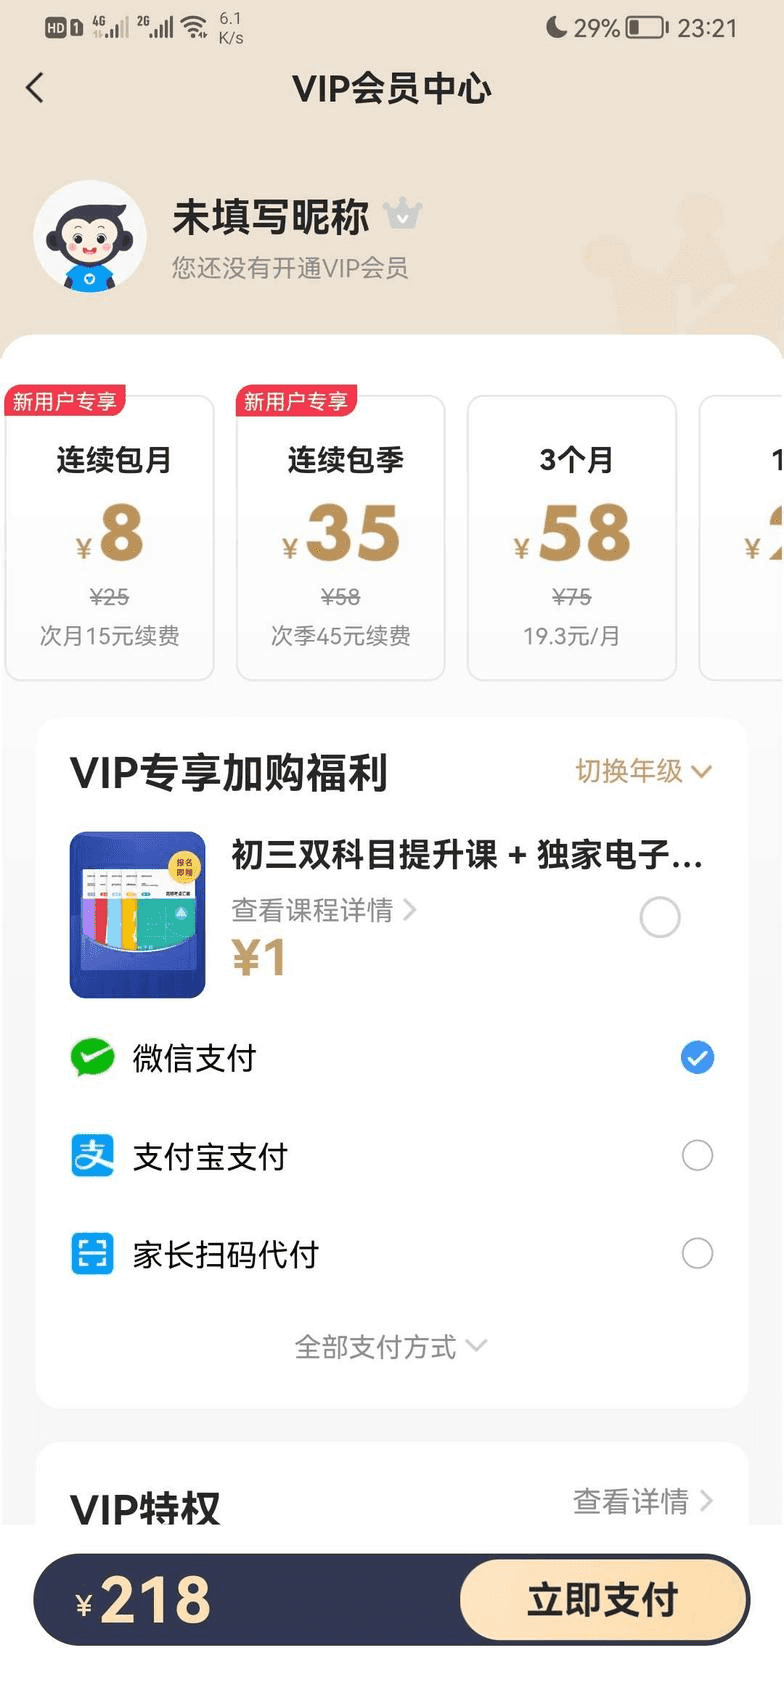 HD 1 4G 2G 6.1 K/s 29% 23:21
VIP会员中心
未填写昵称
您还没有开通VIP会员
新用户专享
连续包月
¥8
¥25
次月15元续费
新用户专享
连续包季
¥35
¥58
次季45元续费
3个月
¥58
¥75
19.3元/月
1
¥2
VIP专享加购福利
切换年级
报名
即赠
初三双科目提升课 + 独家电子...
查看课程详情
¥1
微信支付
支付宝支付
家长扫码代付
全部支付方式
VIP特权
查看详情
¥218
立即支付